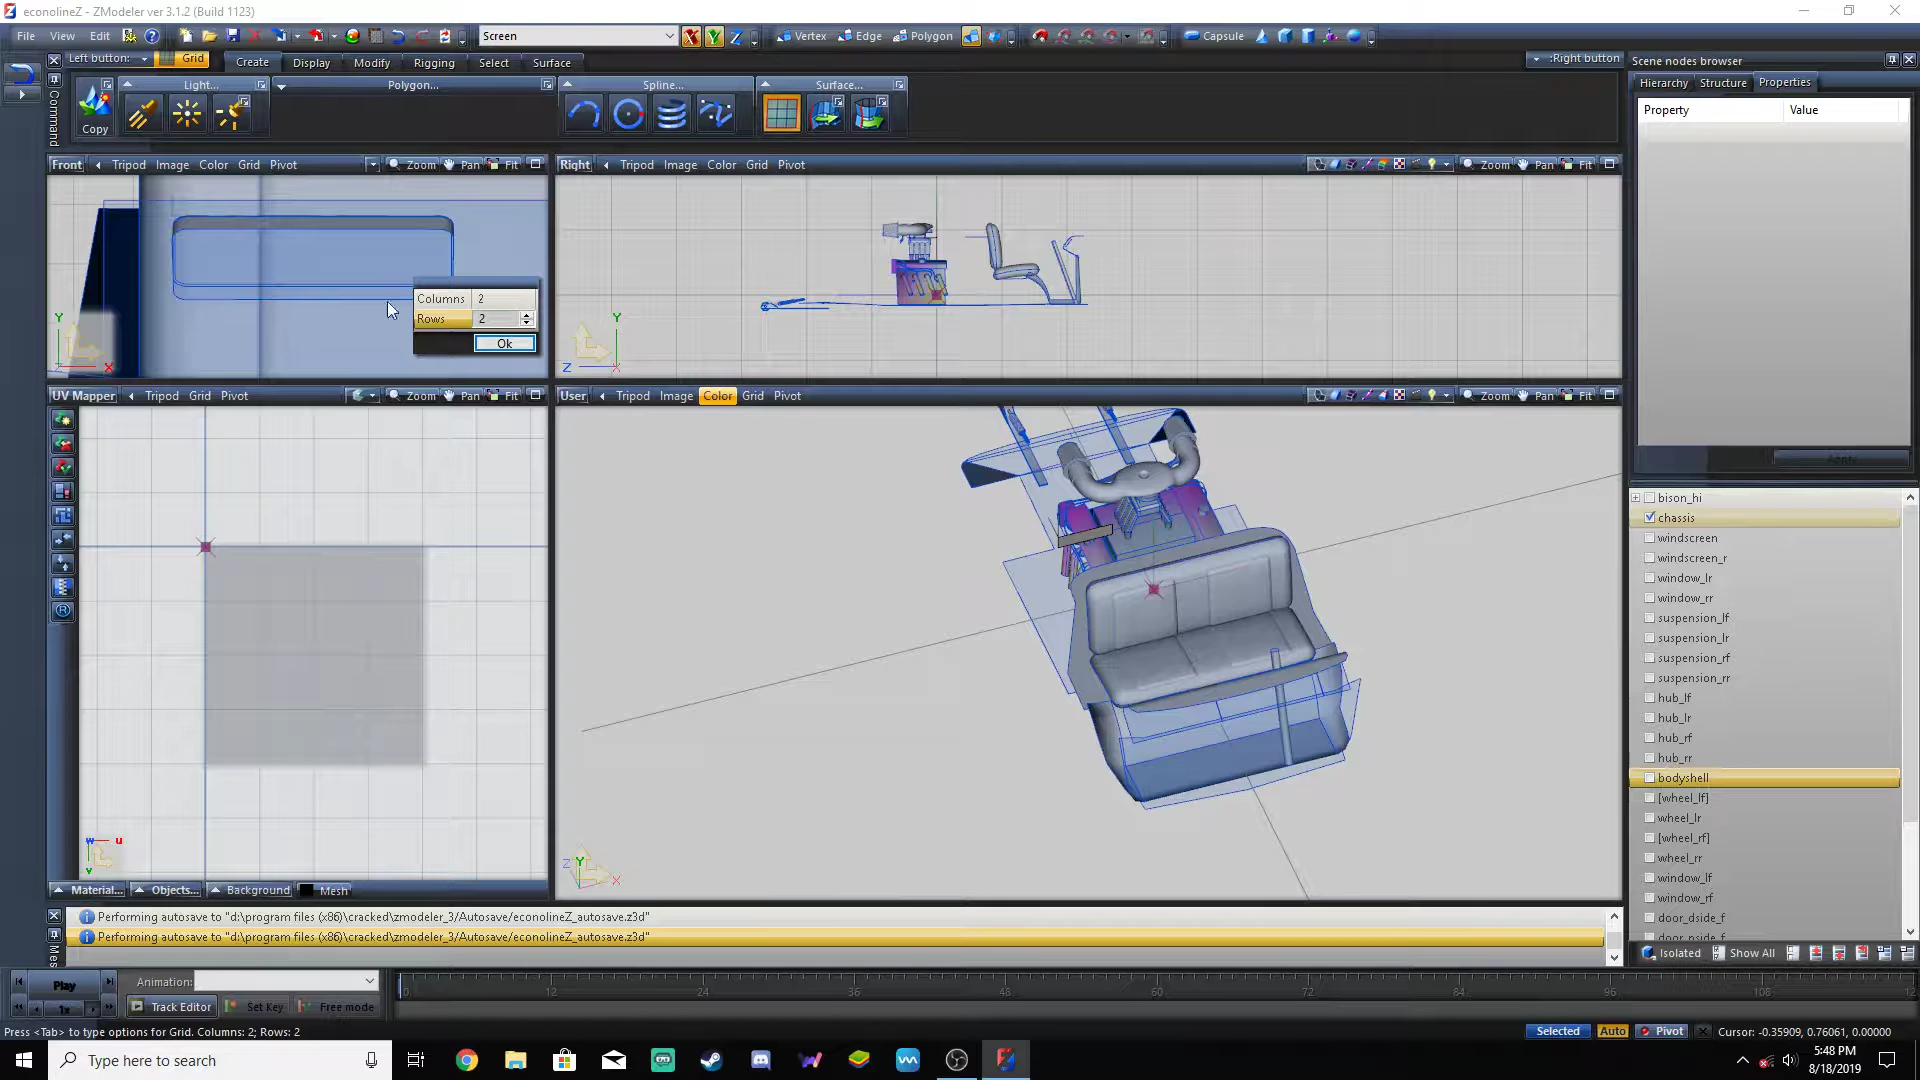 econolineZ - ZModeler ver 3.1.2 (Build 1123)
File View Edit Screen Vertex Edge Polygon Capsule
Left button: Grid Create Display Modify Rigging Select Surface :Right button
Scene nodes browser
Hierarchy Structure Properties
Command
Light... Polygon... Spline... Surface...
Copy
Property Value
Front Tripod Image Color Grid Pivot Zoom Pan Fit
Right Tripod Image Color Grid Pivot Zoom Pan Fit
Columns 2
Rows 2
Ok
Y X
Y Z X
UV Mapper Tripod Grid Pivot Zoom Pan Fit
User Tripod Image Color Grid Pivot Zoom Pan Fit
Apply
bison_hi
chassis
windscreen
windscreen_r
window_lr
window_rr
suspension_lf
suspension_lr
suspension_rf
suspension_rr
hub_lf
hub_lr
hub_rf
hub_rr
bodyshell
[wheel_lf]
wheel_lr
[wheel_rf]
wheel_rr
window_lf
window_rf
door_dside_f
door_pside_f
w u v
Z Y X
Material... Objects... Background Mesh
Performing autosave to "d:\program files (x86)\cracked\zmodeler_3/Autosave/econolineZ_autosave.z3d"
Performing autosave to "d:\program files (x86)\cracked\zmodeler_3/Autosave/econolineZ_autosave.z3d"
Mes
Isolated Show All
Play Animation:
1x Track Editor Set Key Free mode
0 12 24 36 48 60 72 84 96 108 12
Press <Tab> to type options for Grid. Columns: 2; Rows: 2
Selected Auto Pivot Cursor: -0.35909, 0.76061, 0.00000
Type here to search
5:48 PM
8/18/2019